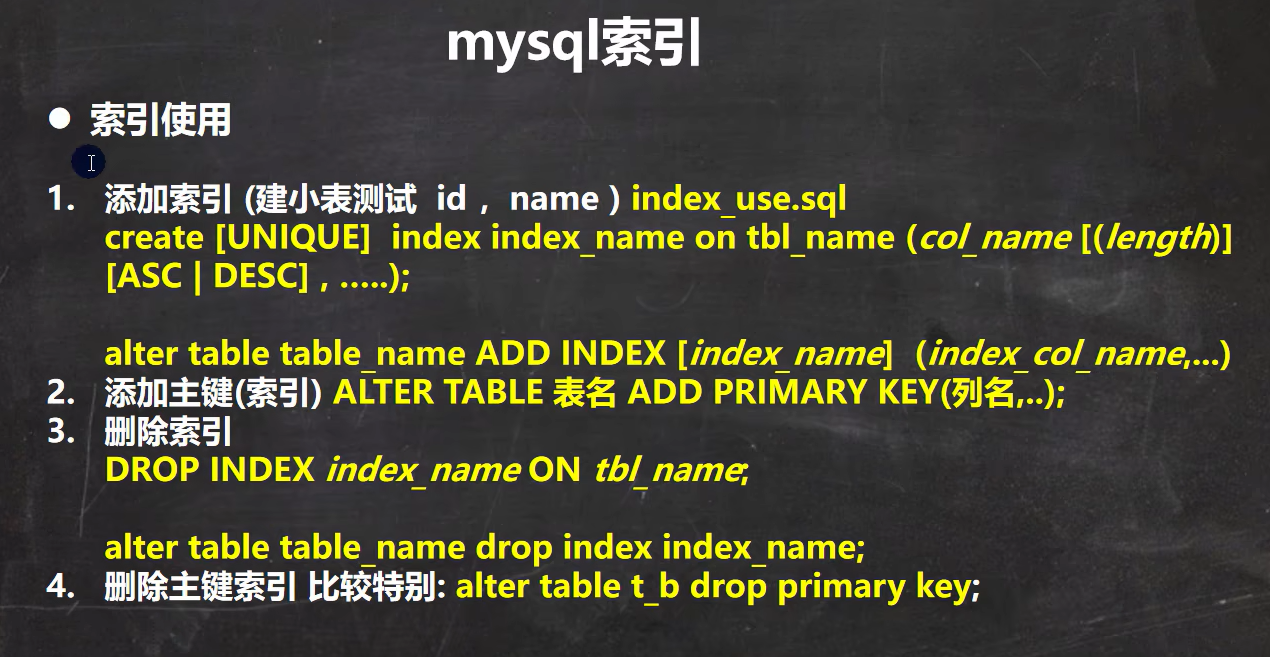 mysql索引
● 索引使用
1. 添加索引 (建小表测试 id , name ) index_use.sql
create [UNIQUE] index index_name on tbl_name (col_name [(length)]
[ASC | DESC] , .....);
alter table table_name ADD INDEX [index_name] (index_col_name,...)
2. 添加主键(索引) ALTER TABLE 表名 ADD PRIMARY KEY(列名,..);
3. 删除索引
DROP INDEX index_name ON tbl_name;
alter table table_name drop index index_name;
4. 删除主键索引 比较特别: alter table t_b drop primary key;